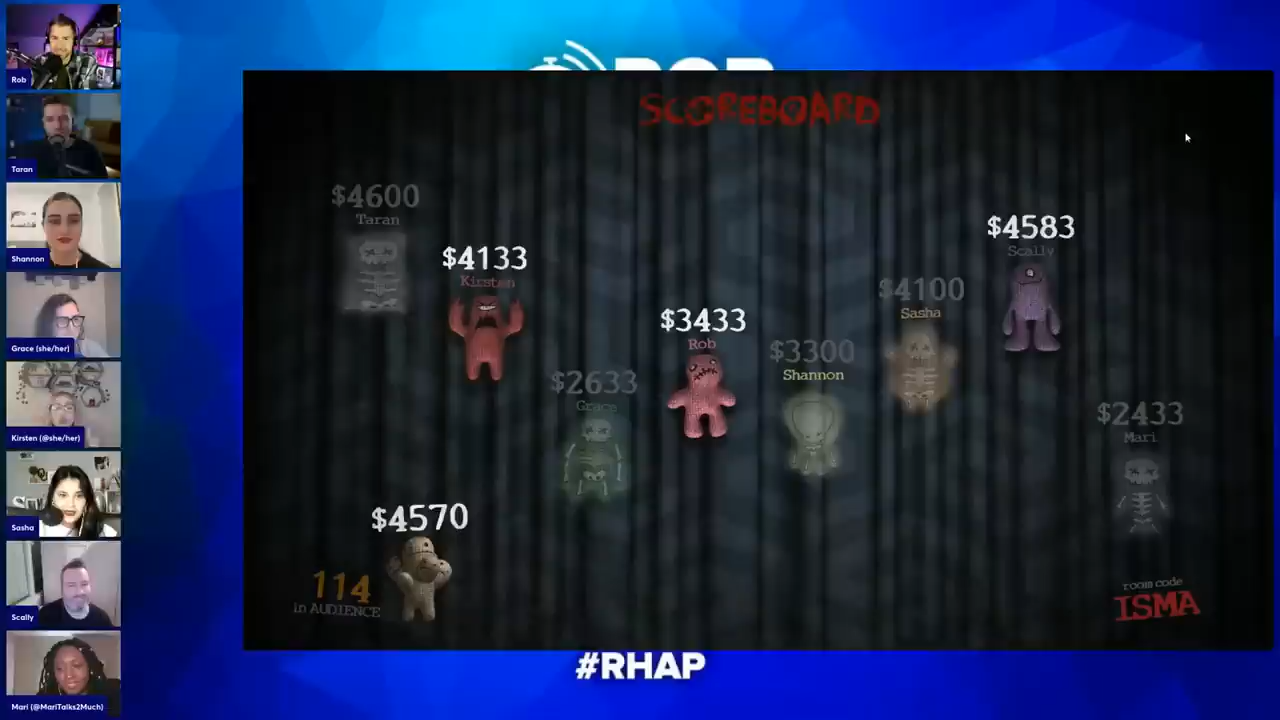 Rob
Taran
Shannon
Grace (she/her)
Kirsten (@she/her)
Sasha
Scally
Mari (@MariTalks2Much)
SCOREBOARD
$4600
Taran
$4133
Kirsten
$2633
Grace
$3433
Rob
$3300
Shannon
$4100
Sasha
$4583
Scally
$2433
Mari
$4570
114
in AUDIENCE
room code
ISMA
#RHAP